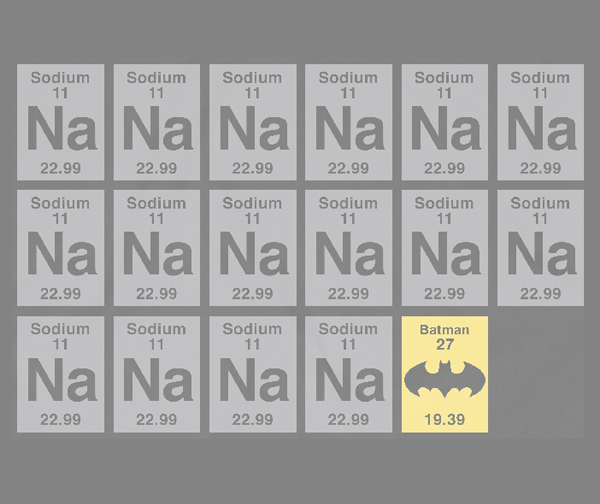 Sodium Sodium Sodium Sodium Sodium Sodium
11 11 11 11 11 11
Na Na Na Na Na Na
22.99 22.99 22.99 22.99 22.99 22.99
Sodium Sodium Sodium Sodium Sodium Sodium
11 11 11 11 11 11
Na Na Na Na Na Na
22.99 22.99 22.99 22.99 22.99 22.99
Sodium Sodium Sodium Sodium Batman
11 11 11 11 27
Na Na Na Na
22.99 22.99 22.99 22.99 19.39